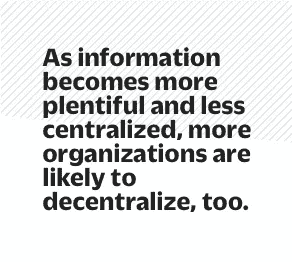 As information
becomes more
plentiful and less
centralized, more
organizations are
likely to
decentralize, too.